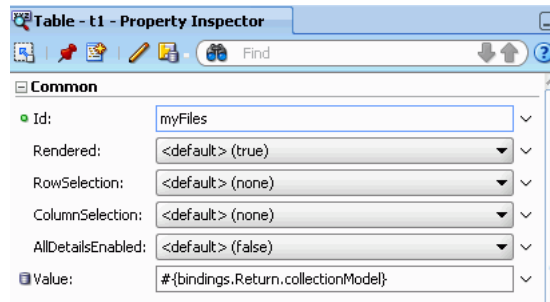 Table - t1 - Property Inspector
Find
Common
Id: myFiles
Rendered: <default> (true)
RowSelection: <default> (none)
ColumnSelection: <default> (none)
AllDetailsEnabled: <default> (false)
Value: #{bindings.Return.collectionModel}